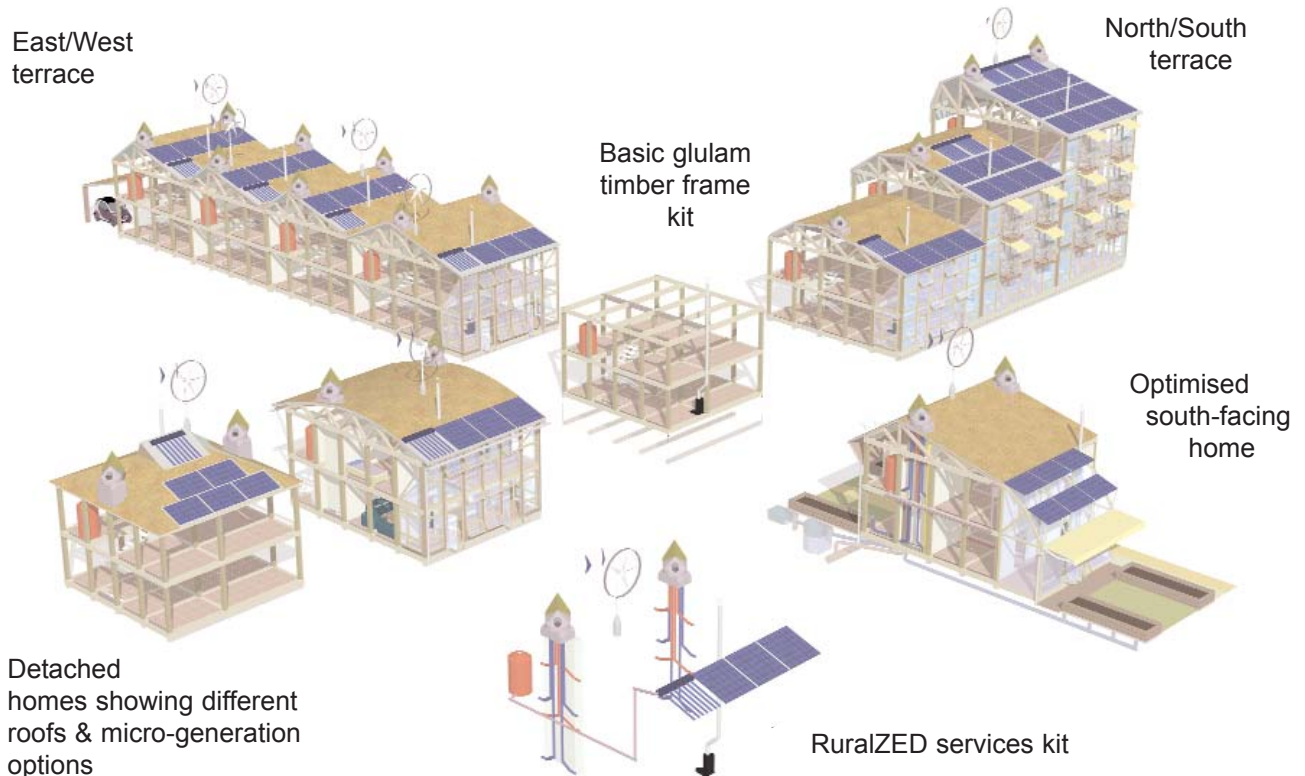 East/West
terrace
North/South
terrace
Basic glulam
timber frame
kit
Optimised
south-facing
home
Detached
homes showing different
roofs & micro-generation
options
RuralZED services kit